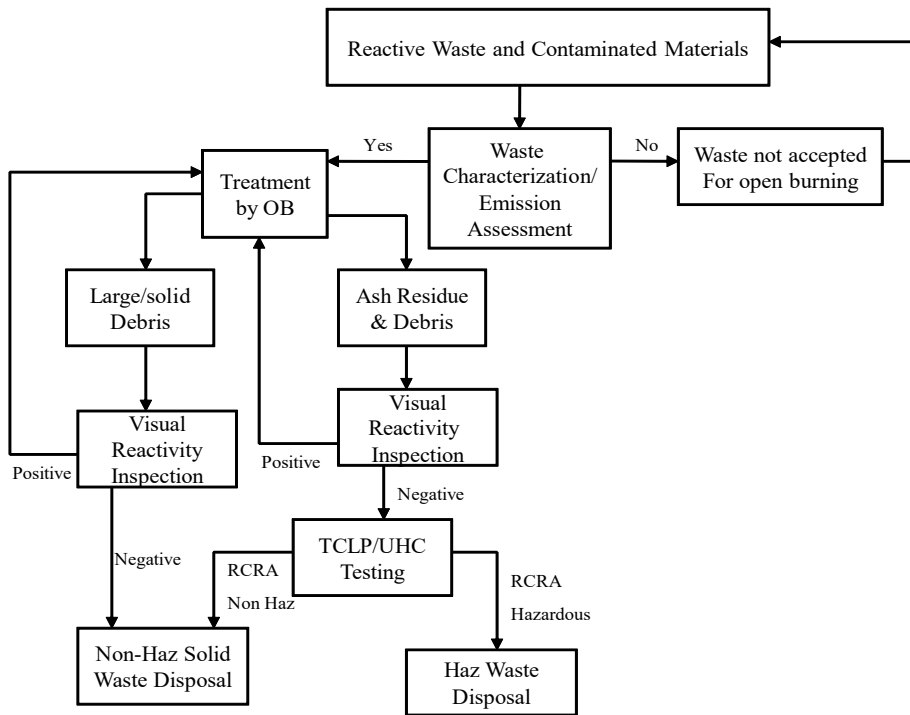 Reactive Waste and Contaminated Materials
Yes
Waste
Characterization/
Emission
Assessment
No
Waste not accepted
For open burning
Treatment
by OB
Large/solid
Debris
Ash Residue
& Debris
Visual
Reactivity
Inspection
Positive
Visual
Reactivity
Inspection
Positive
Negative
Negative
TCLP/UHC
Testing
RCRA
Non Haz
RCRA
Hazardous
Non-Haz Solid
Waste Disposal
Haz Waste
Disposal